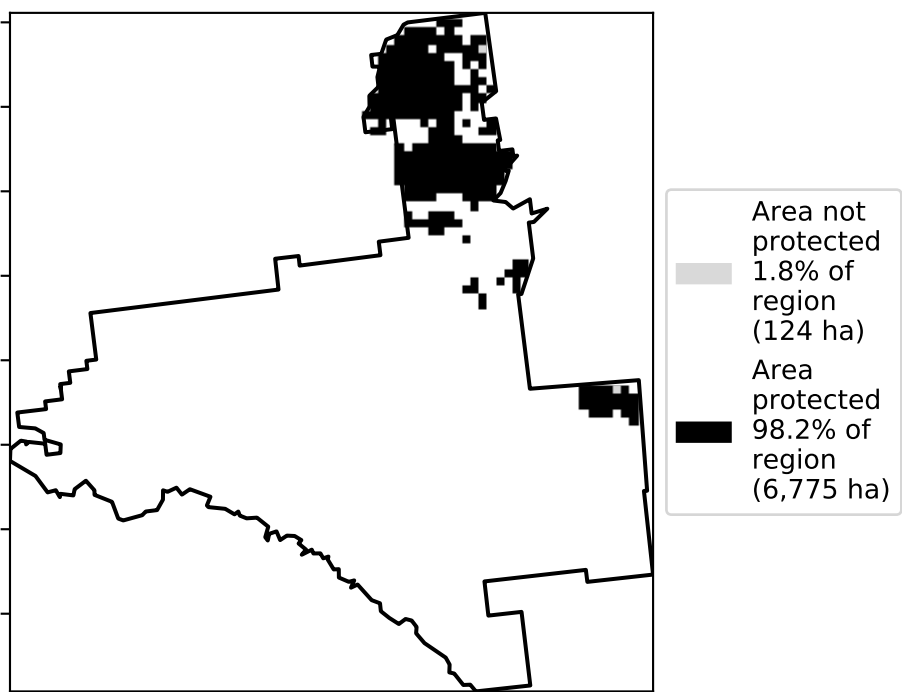 Area not
protected
1.8% of
region
(124 ha)
Area
protected
98.2% of
region
(6,775 ha)